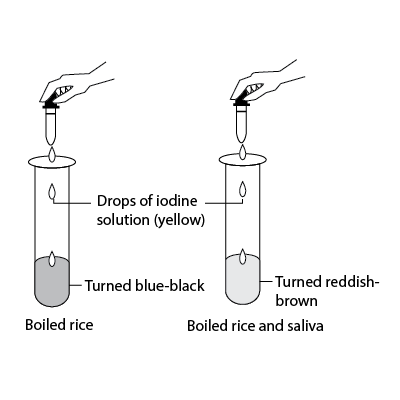 Drops of iodine
solution (yellow)
Turned blue-black
Turned reddish-
brown
Boiled rice
Boiled rice and saliva